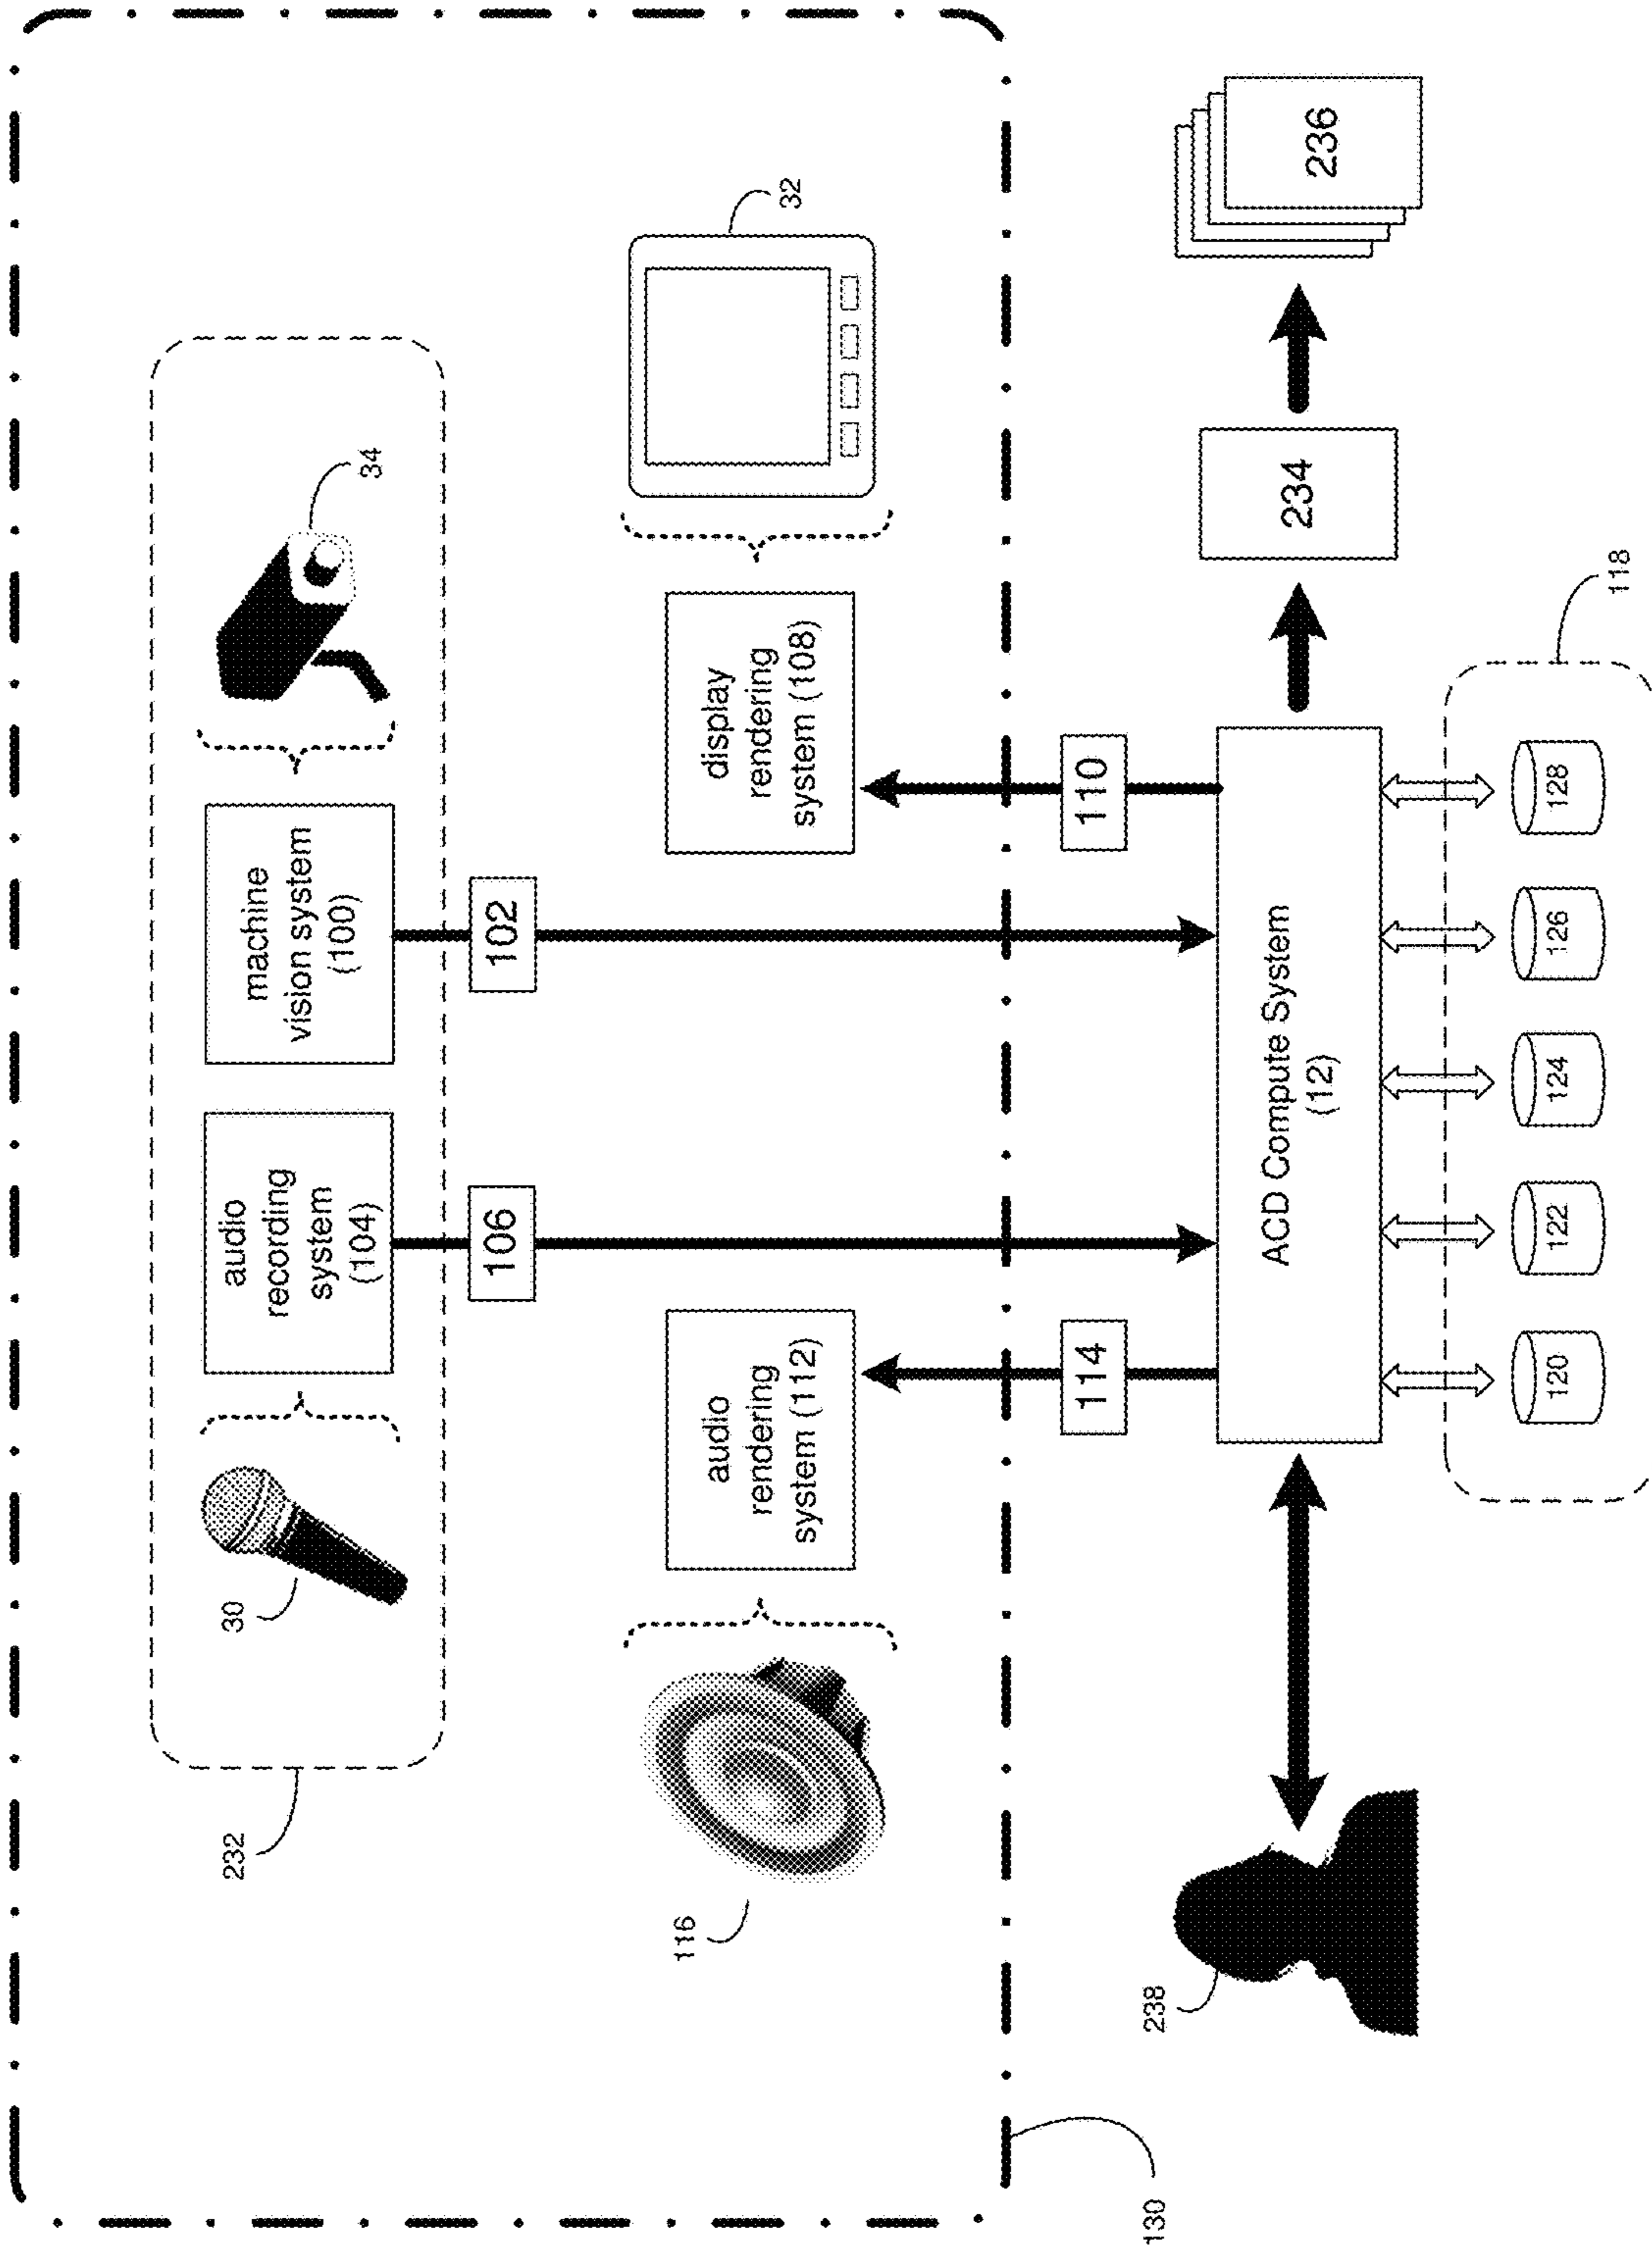 232
30
audio
recording
system
(104)
machine
vision system
(100)
34
106
102
116
audio
rendering
system (112)
display
rendering
system (108)
32
114
110
130
238
ACD Compute System
(12)
234
236
120
122
124
126
128
118